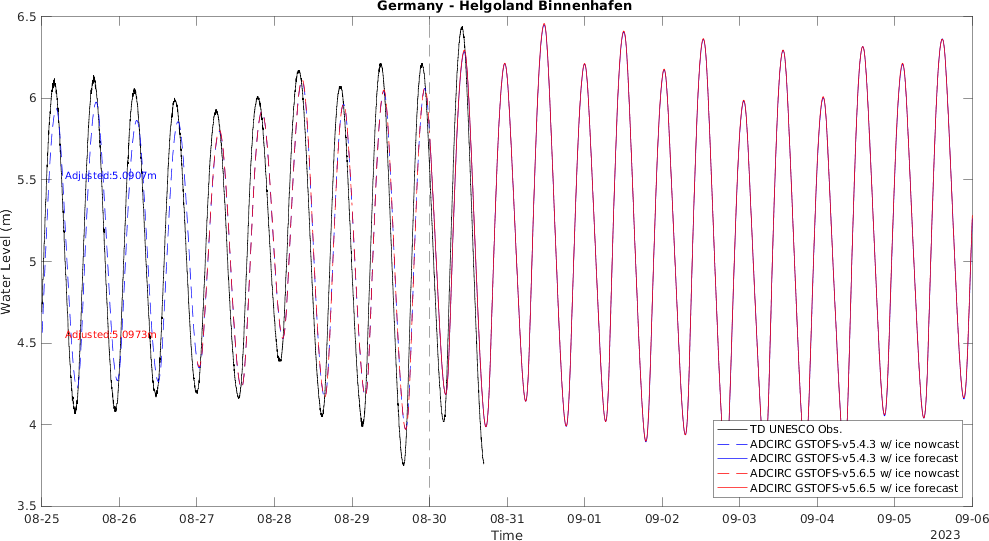 Germany - Helgoland Binnenhafen
6.5
6
5.5
5
4.5
4
3.5
Water Level (m)
Adjusted:5.0907m
Adjusted:5.0973m
TD UNESCO Obs.
ADCIRC GSTOFS-v5.4.3 w/ ice nowcast
ADCIRC GSTOFS-v5.4.3 w/ ice forecast
ADCIRC GSTOFS-v5.6.5 w/ ice nowcast
ADCIRC GSTOFS-v5.6.5 w/ ice forecast
08-25 08-26 08-27 08-28 08-29 08-30 08-31 09-01 09-02 09-03 09-04 09-05 09-06
Time
2023